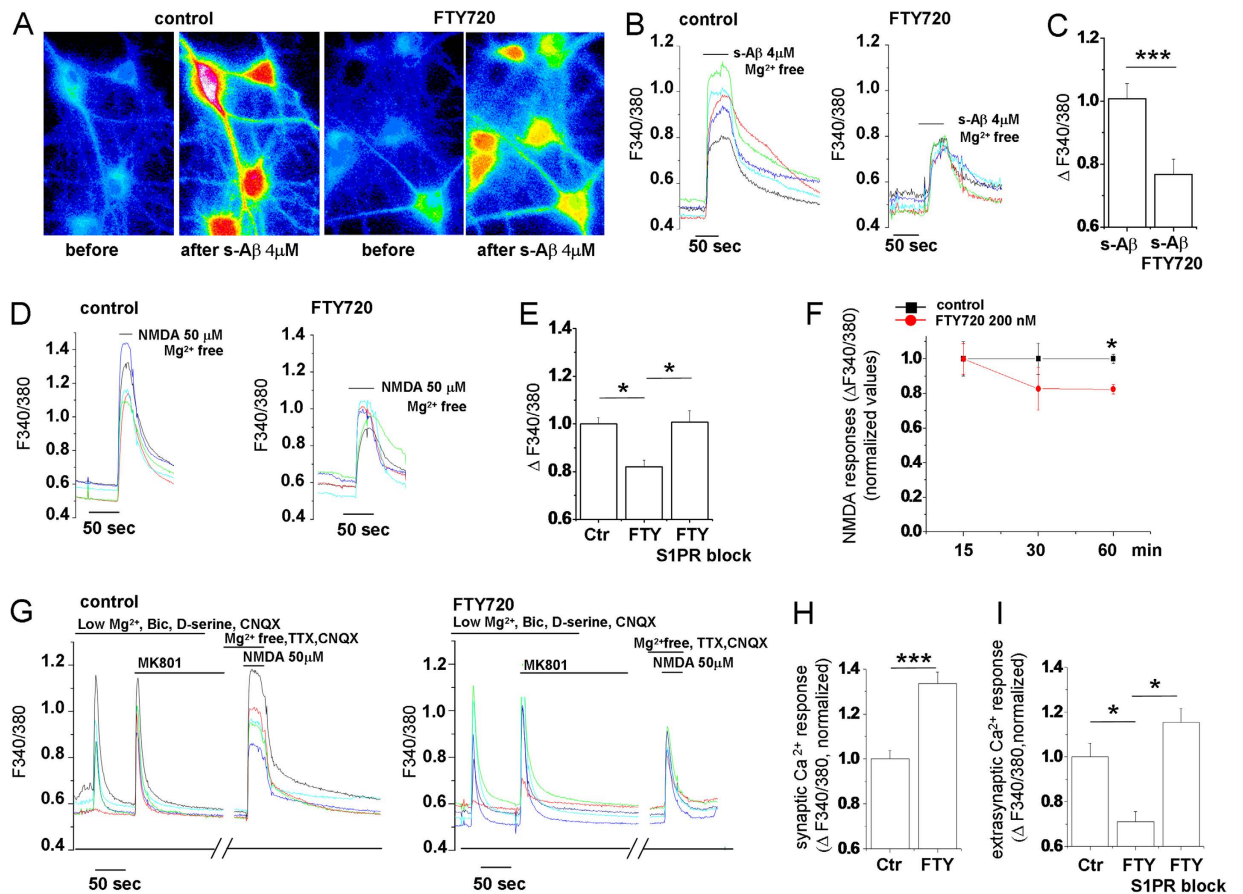 A
control
FTY720
before
after s-Aβ 4μM
before
after s-Aβ 4μM
B
control
F340/380
1.2
1.0
0.8
0.6
0.4
s-Aβ 4μM
Mg²⁺ free
50 sec
FTY720
F340/380
1.2
1.0
0.8
0.6
0.4
s-Aβ 4μM
Mg²⁺ free
50 sec
C
Δ F340/380
1.2
1.0
0.8
0.6
***
s-Aβ
s-Aβ
FTY720
D
control
F340/380
1.4
1.2
1.0
0.8
0.6
0.4
NMDA 50 μM
Mg²⁺ free
50 sec
FTY720
F340/380
1.4
1.2
1.0
0.8
0.6
0.4
NMDA 50 μM
Mg²⁺ free
50 sec
E
Δ F340/380
1.4
1.2
1.0
0.8
0.6
*
*
Ctr
FTY
FTY
S1PR block
F
NMDA responses (ΔF340/380)
(normalized values)
control
FTY720 200 nM
*
1.0
0.8
0.6
0.4
0.2
0.0
15
30
60
min
G
control
Low Mg²⁺, Bic, D-serine, CNQX
Mg²⁺ free,TTX,CNQX
MK801
NMDA 50μM
F340/380
1.2
1.0
0.8
0.6
0.4
50 sec
FTY720
Low Mg²⁺, Bic, D-serine, CNQX
Mg²⁺free, TTX,CNQX
MK801
NMDA 50μM
F340/380
1.2
1.0
0.8
0.6
0.4
50 sec
H
synaptic Ca²⁺ response
(Δ F340/380, normalized)
1.4
1.2
1.0
0.8
0.6
***
Ctr
FTY
I
extrasynaptic Ca²⁺ response
(Δ F340/380,normalized)
1.4
1.2
1.0
0.8
0.6
*
*
Ctr
FTY
FTY
S1PR block